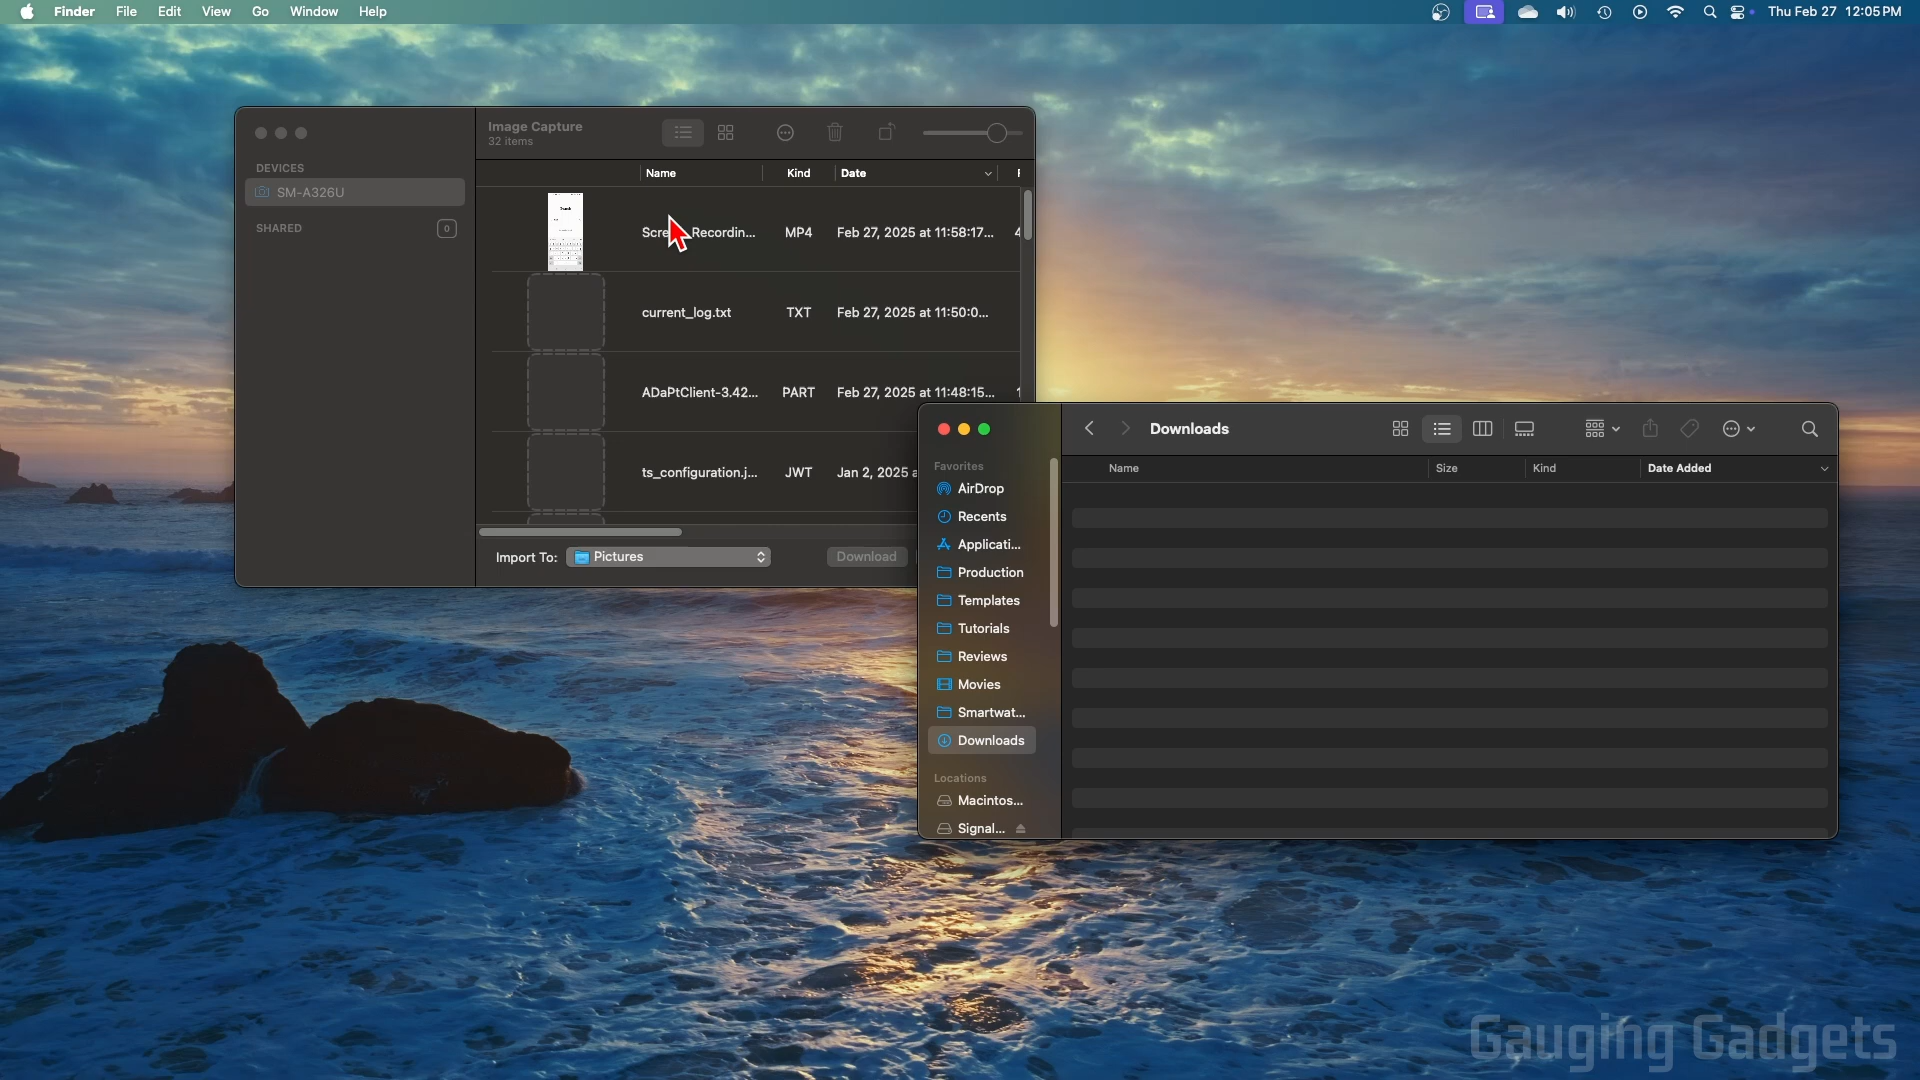 Finder File Edit View Go Window Help
Thu Feb 27 12:05 PM
Image Capture
32 items
DEVICES
SM-A326U
SHARED
0
Name Kind Date
Scre Recordin... MP4 Feb 27, 2025 at 11:58:17...
current_log.txt TXT Feb 27, 2025 at 11:50:0...
ADaPtClient-3.42... PART Feb 27, 2025 at 11:48:15...
ts_configuration.j... JWT Jan 2, 2025 a
Import To: Pictures Download
Downloads
Name Size Kind Date Added
Favorites
AirDrop
Recents
Applicati...
Production
Templates
Tutorials
Reviews
Movies
Smartwat...
Downloads
Locations
Macintos...
Signal...
Gauging Gadgets